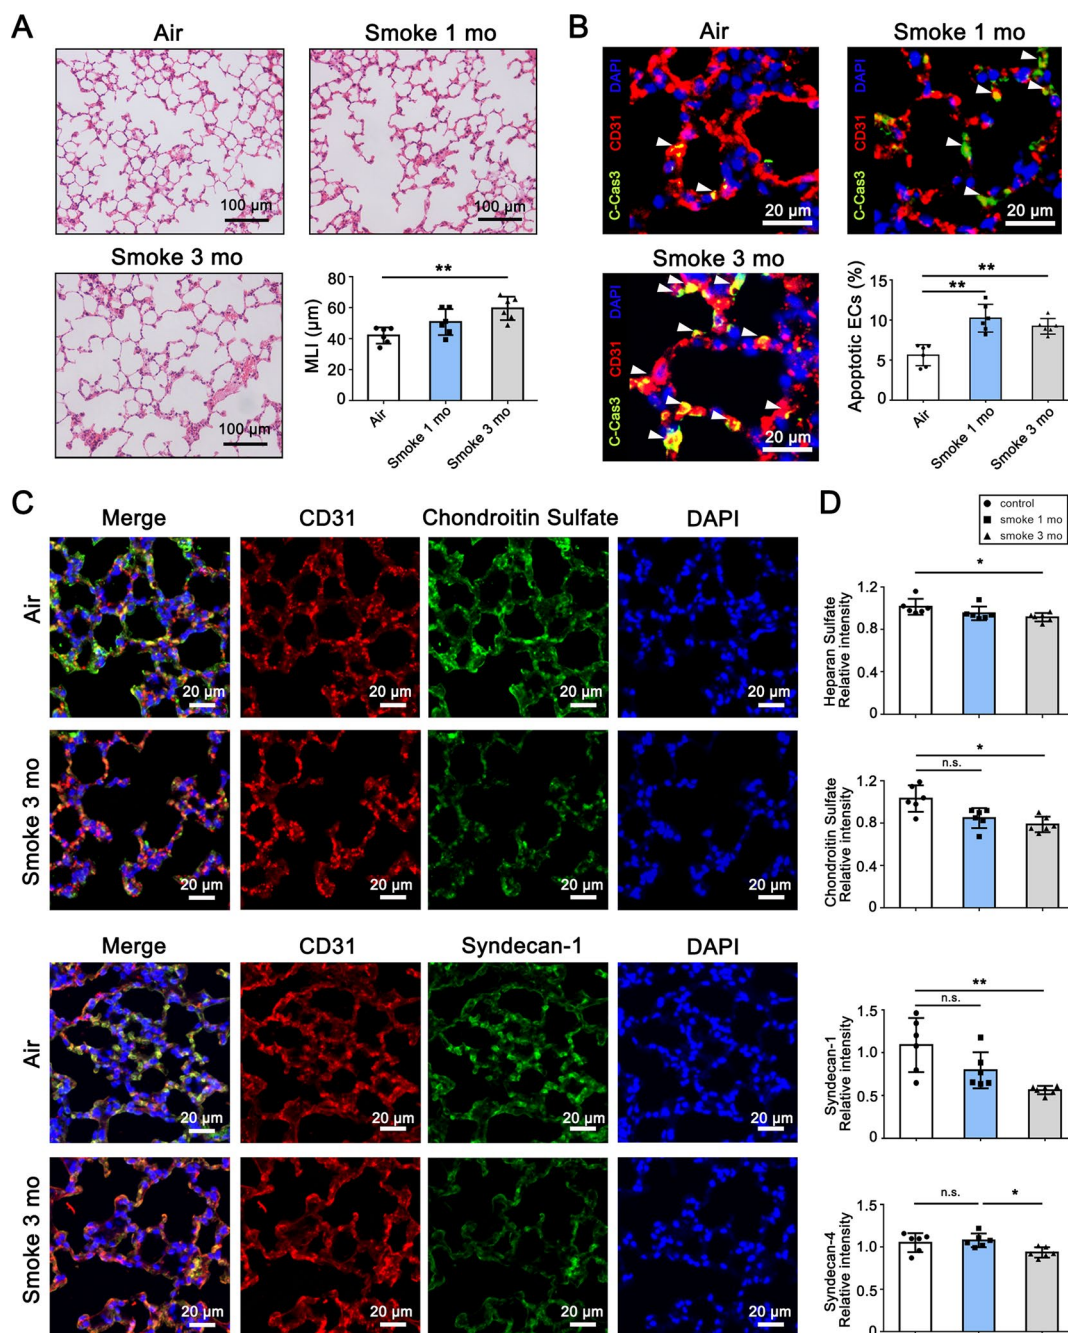 A
Air
Smoke 1 mo
100 µm
100 µm
Smoke 3 mo
100 µm
MLI (µm)
80
60
40
20
0
**
Air
Smoke 1 mo
Smoke 3 mo
B
Air
Smoke 1 mo
C-Cas3 CD31 DAPI
20 µm
C-Cas3 CD31 DAPI
20 µm
Smoke 3 mo
C-Cas3 CD31 DAPI
20 µm
Apoptotic ECs (%)
15
10
5
0
**
**
Air
Smoke 1 mo
Smoke 3 mo
C
Merge CD31 Chondroitin Sulfate DAPI
Air
20 µm 20 µm 20 µm 20 µm
Smoke 3 mo
20 µm 20 µm 20 µm 20 µm
Merge CD31 Syndecan-1 DAPI
Air
20 µm 20 µm 20 µm 20 µm
Smoke 3 mo
20 µm 20 µm 20 µm 20 µm
D
control
smoke 1 mo
smoke 3 mo
Heparan Sulfate
Relative intensity
1.2
0.8
0.4
0
*
Chondroitin Sulfate
Relative intensity
1.2
0.8
0.4
0
*
n.s.
Syndecan-1
Relative intensity
1.5
1.0
0.5
0
**
n.s.
Syndecan-4
Relative intensity
1.5
1.0
0.5
0
n.s.
*